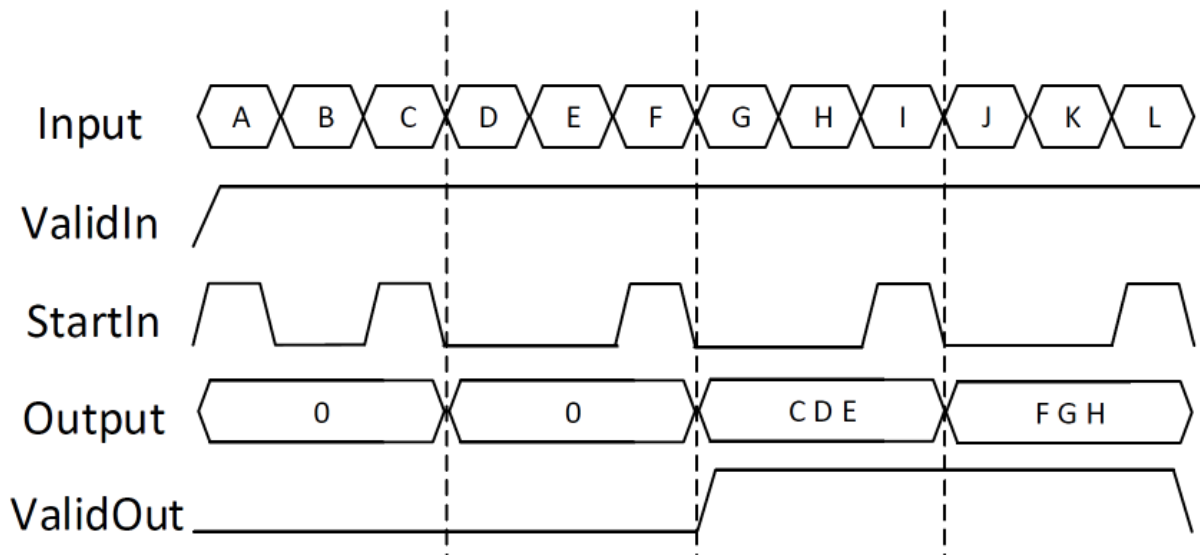 Input A B C D E F G H I J K L
ValidIn
StartIn
Output 0 0 C D E F G H
ValidOut